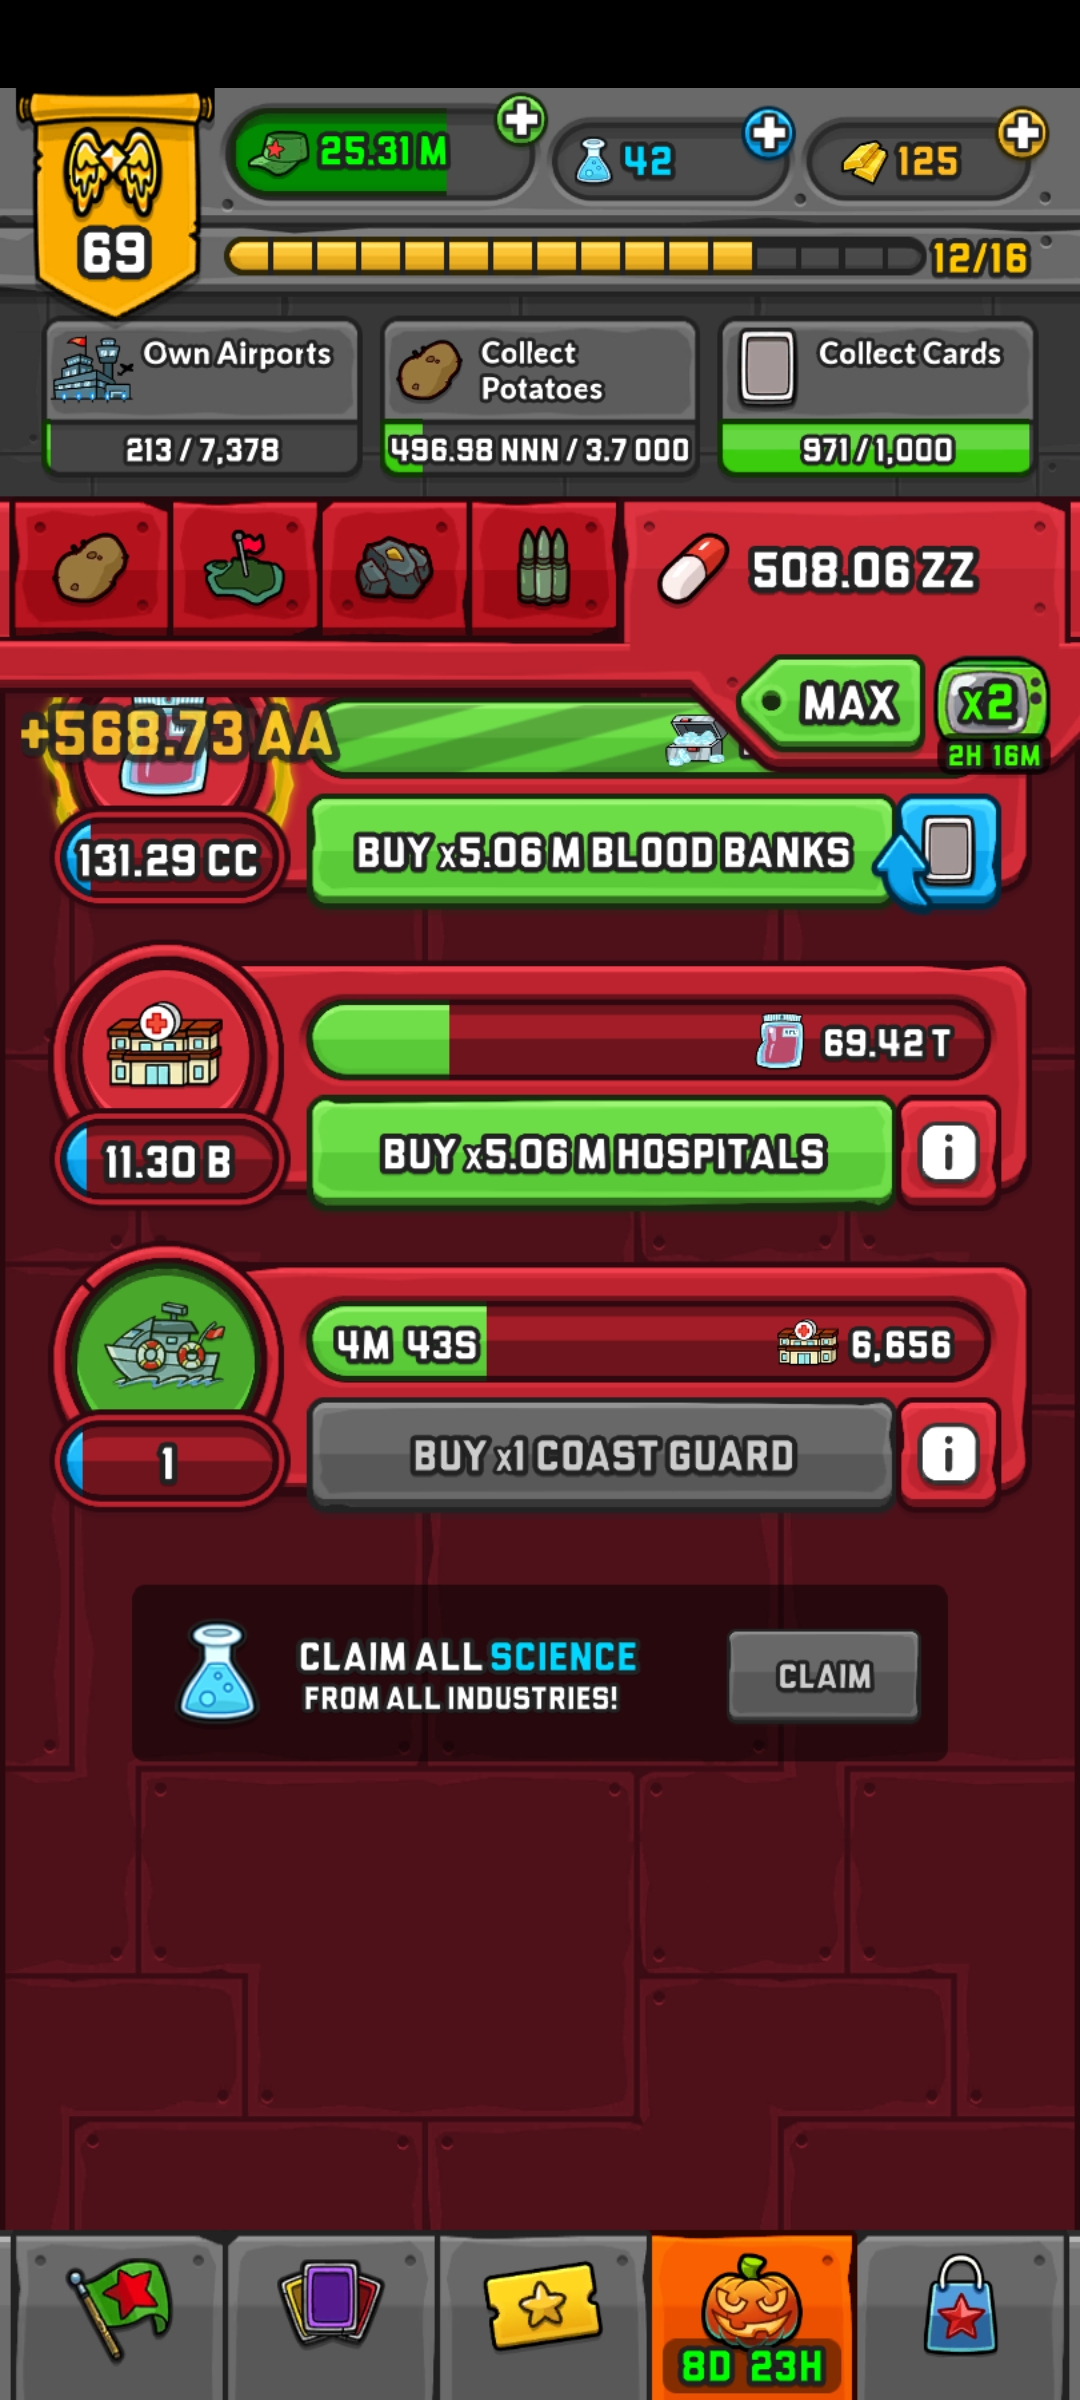 25.31 M
42
125
69
12/16
Own Airports
213 / 7,378
Collect
Potatoes
496.98 NNN / 3.7 OOO
Collect Cards
971 / 1,000
508.06 ZZ
MAX
x2
2H 16M
+568.73 AA
131.29 CC
BUY x5.06 M BLOOD BANKS
69.42 T
11.30 B
BUY x5.06 M HOSPITALS
i
4M 43S
6,656
1
BUY x1 COAST GUARD
i
CLAIM ALL SCIENCE
FROM ALL INDUSTRIES!
CLAIM
8D 23H